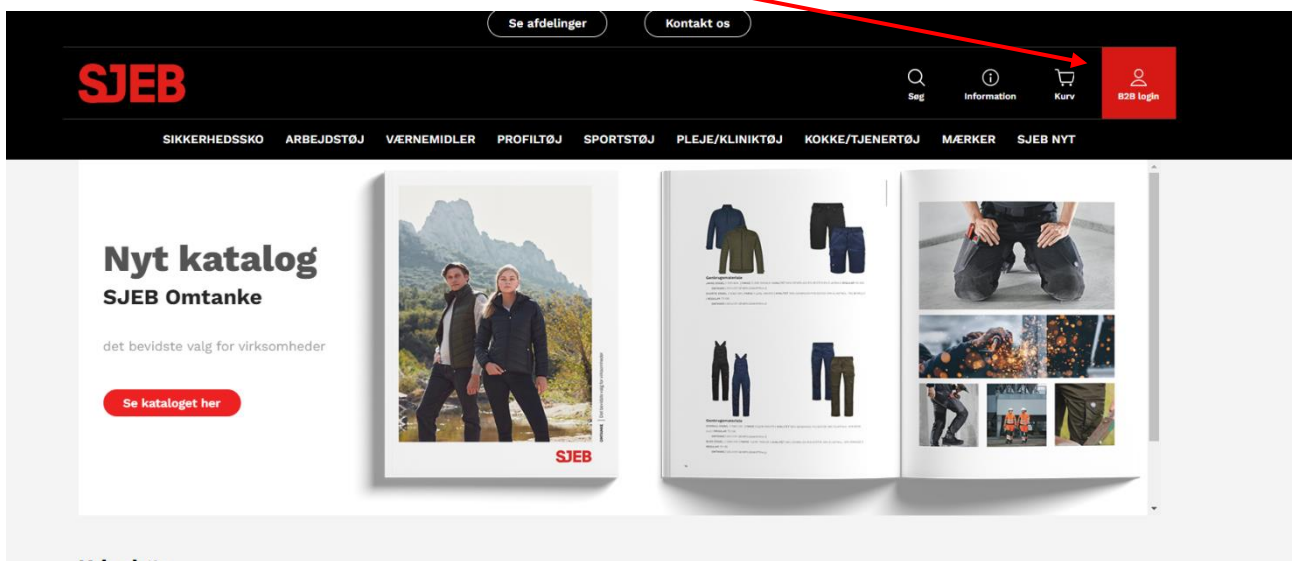 Se afdelinger
Kontakt os
SJEB
Søg
Information
Kurv
B2B login
SIKKERHEDSSKO ARBEJDSTØJ VÆRNEMIDLER PROFILTØJ SPORTSTØJ PLEJE/KLINIKTØJ KOKKE/TJENERTØJ MÆRKER SJEB NYT
Nyt katalog
SJEB Omtanke
det bevidste valg for virksomheder
Se kataloget her
SJEB